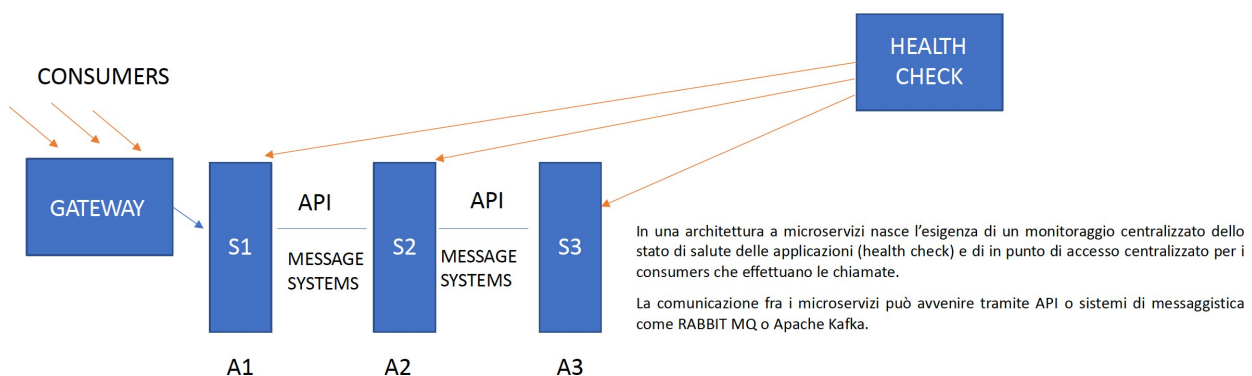 CONSUMERS
HEALTH
CHECK
GATEWAY
S1
API
MESSAGE
SYSTEMS
S2
API
MESSAGE
SYSTEMS
S3
A1
A2
A3
In una architettura a microservizi nasce l’esigenza di un monitoraggio centralizzato dello
stato di salute delle applicazioni (health check) e di in punto di accesso centralizzato per i
consumers che effettuano le chiamate.
La comunicazione fra i microservizi può avvenire tramite API o sistemi di messaggistica
come RABBIT MQ o Apache Kafka.